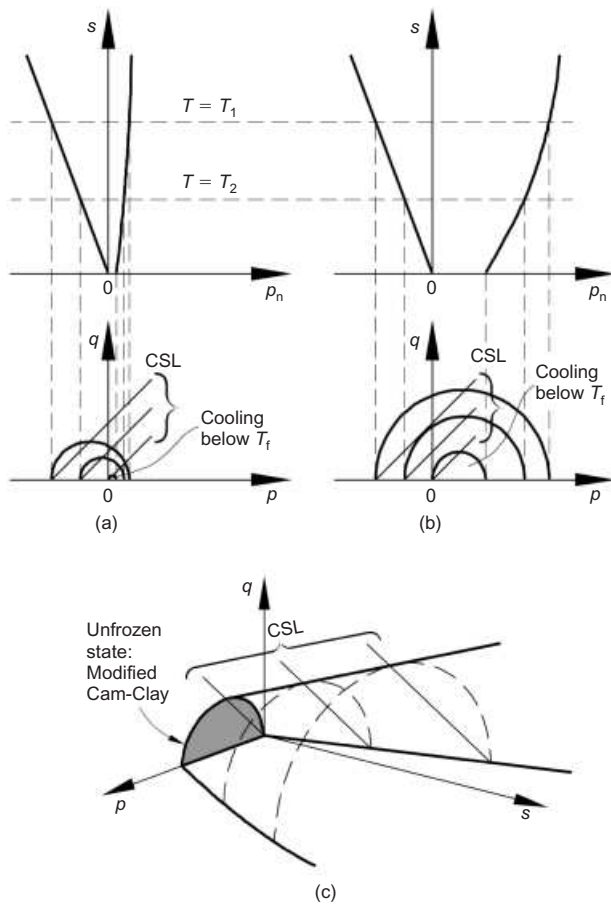 s
s
T = T1
T = T2
0
pn
0
pn
q
CSL
Cooling
below Tf
0
p
(a)
q
CSL
Cooling
below Tf
0
p
(b)
q
CSL
Unfrozen
state:
Modified
Cam-Clay
p
s
(c)